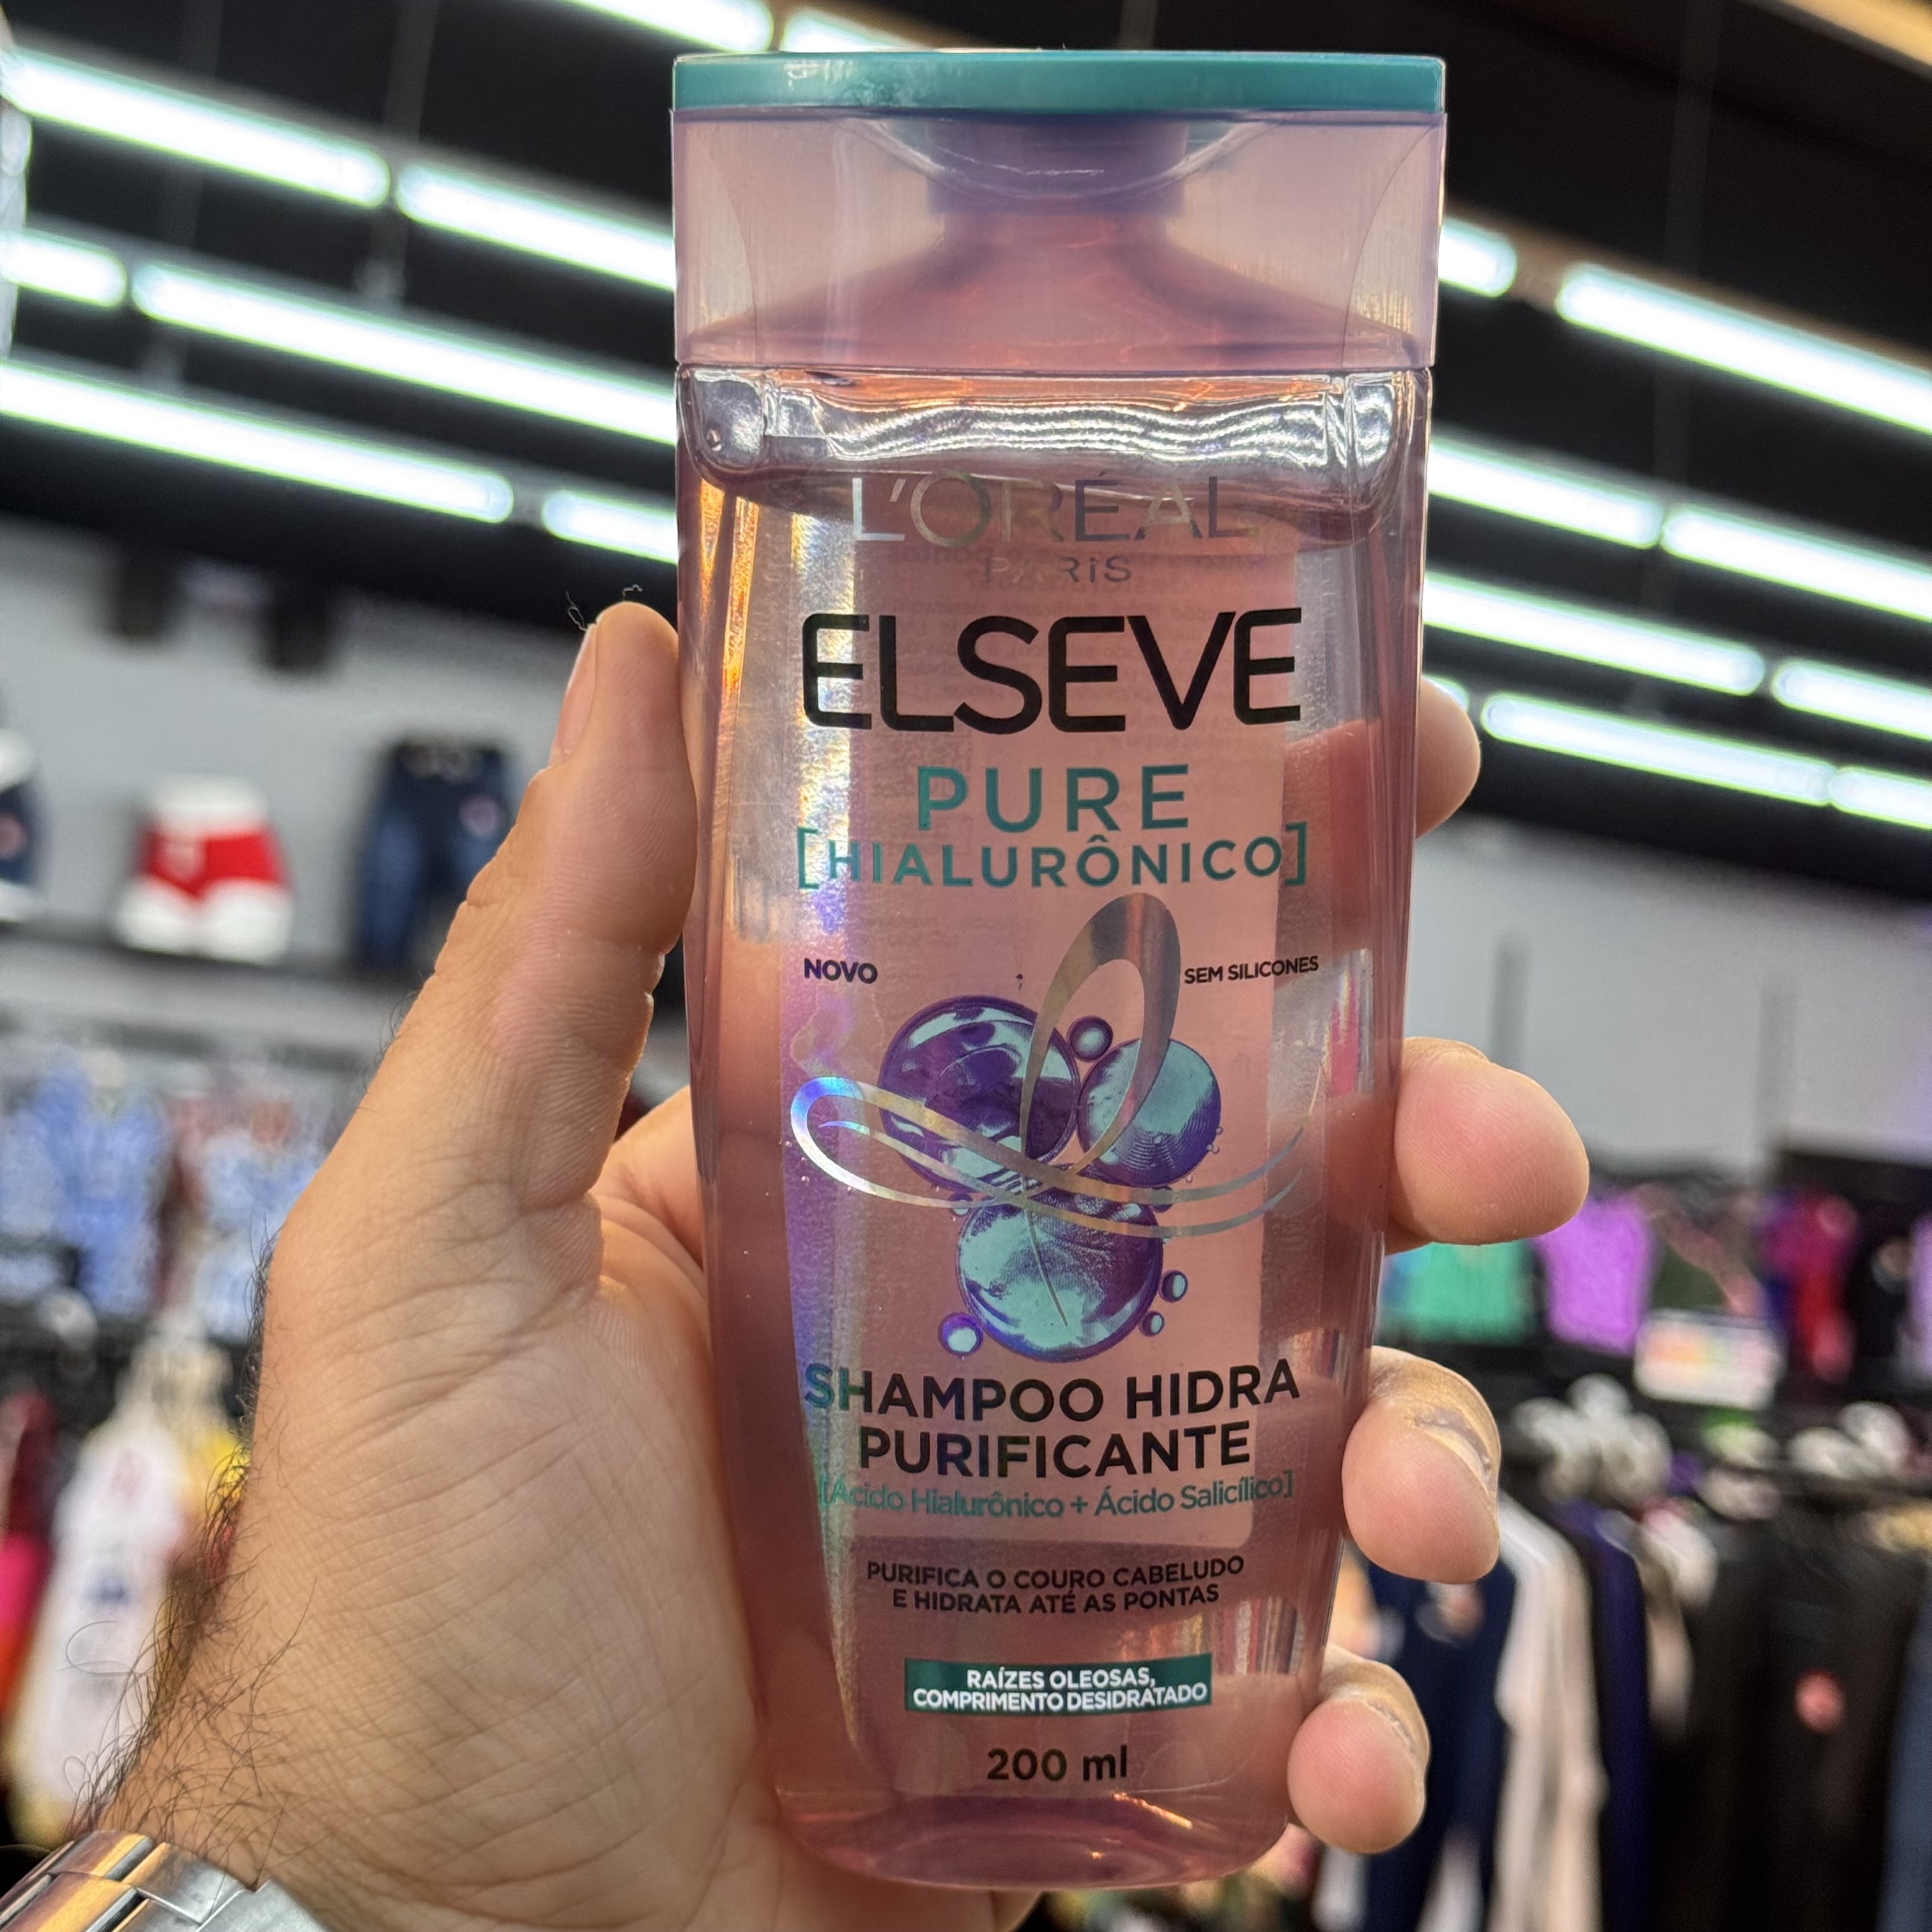 L'ORÉAL
PARIS
ELSEVE
PURE
[HIALURÔNICO]
NOVO
SEM SILICONES
SHAMPOO HIDRA
PURIFICANTE
[Ácido Hialurônico + Ácido Salicílico]
PURIFICA O COURO CABELUDO
E HIDRATA ATÉ AS PONTAS
RAÍZES OLEOSAS,
COMPRIMENTO DESIDRATADO
200 ml